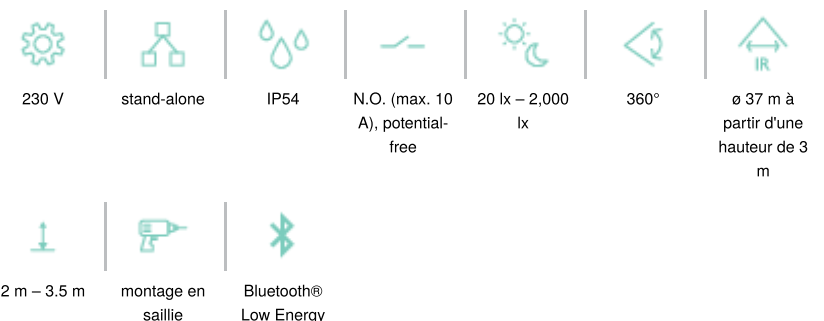 IR
230 V
stand-alone
IP54
N.O. (max. 10
A), potential-
free
20 lx – 2,000
lx
360°
ø 37 m à
partir d'une
hauteur de 3
m
2 m – 3.5 m
montage en
saillie
Bluetooth®
Low Energy